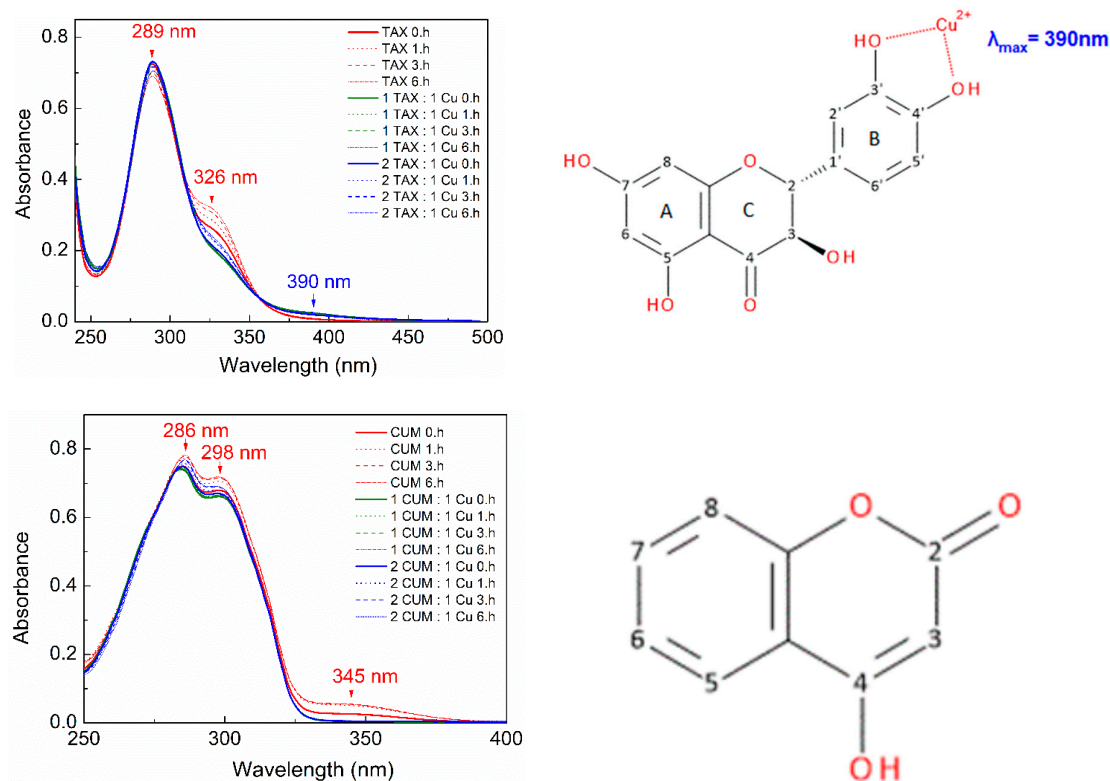 289 nm
TAX 0.h
TAX 1.h
TAX 3.h
TAX 6.h
1 TAX : 1 Cu 0.h
1 TAX : 1 Cu 1.h
1 TAX : 1 Cu 3.h
1 TAX : 1 Cu 6.h
2 TAX : 1 Cu 0.h
2 TAX : 1 Cu 1.h
2 TAX : 1 Cu 3.h
2 TAX : 1 Cu 6.h
326 nm
390 nm
0.8
0.6
0.4
0.2
0.0
Absorbance
250 300 350 400 450 500
Wavelength (nm)
Cu²⁺
λmax= 390nm
HO
OH
3'
4'
2'
B
5'
1'
6'
HO
8
O
7
2
A
C
6
3
5
4
OH
OH
O
286 nm
298 nm
CUM 0.h
CUM 1.h
CUM 3.h
CUM 6.h
1 CUM : 1 Cu 0.h
1 CUM : 1 Cu 1.h
1 CUM : 1 Cu 3.h
1 CUM : 1 Cu 6.h
2 CUM : 1 Cu 0.h
2 CUM : 1 Cu 1.h
2 CUM : 1 Cu 3.h
2 CUM : 1 Cu 6.h
345 nm
0.8
0.6
0.4
0.2
0.0
Absorbance
250 300 350 400
Wavelength (nm)
8
O
O
7
2
6
3
5
4
OH